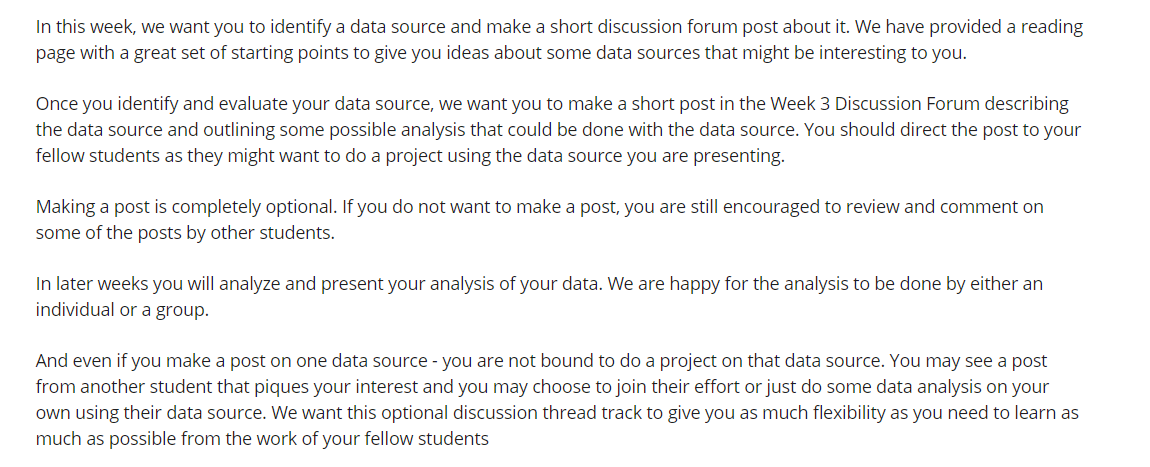 In this week, we want you to identify a data source and make a short discussion forum post about it. We have provided a reading
page with a great set of starting points to give you ideas about some data sources that might be interesting to you.
Once you identify and evaluate your data source, we want you to make a short post in the Week 3 Discussion Forum describing
the data source and outlining some possible analysis that could be done with the data source. You should direct the post to your
fellow students as they might want to do a project using the data source you are presenting.
Making a post is completely optional. If you do not want to make a post, you are still encouraged to review and comment on
some of the posts by other students.
In later weeks you will analyze and present your analysis of your data. We are happy for the analysis to be done by either an
individual or a group.
And even if you make a post on one data source - you are not bound to do a project on that data source. You may see a post
from another student that piques your interest and you may choose to join their effort or just do some data analysis on your
own using their data source. We want this optional discussion thread track to give you as much flexibility as you need to learn as
much as possible from the work of your fellow students